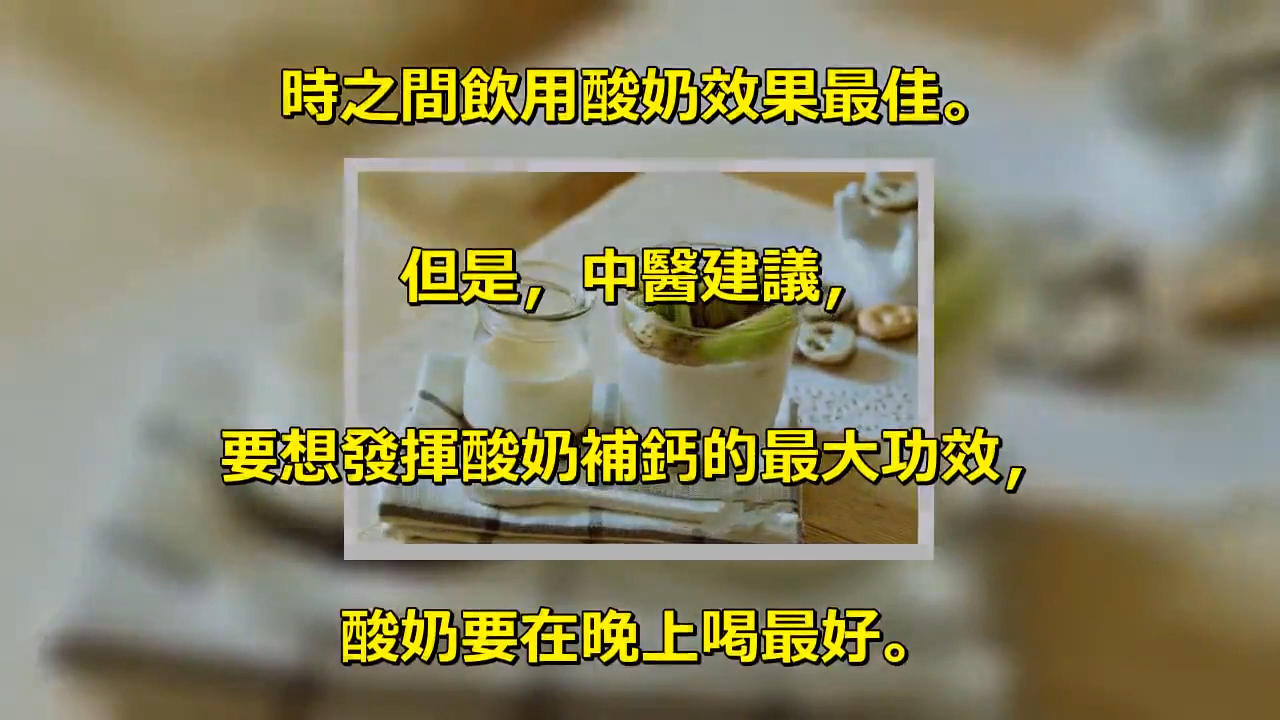 時之間飲用酸奶效果最佳。
但是，中醫建議，
要想發揮酸奶補鈣的最大功效，
酸奶要在晚上喝最好。